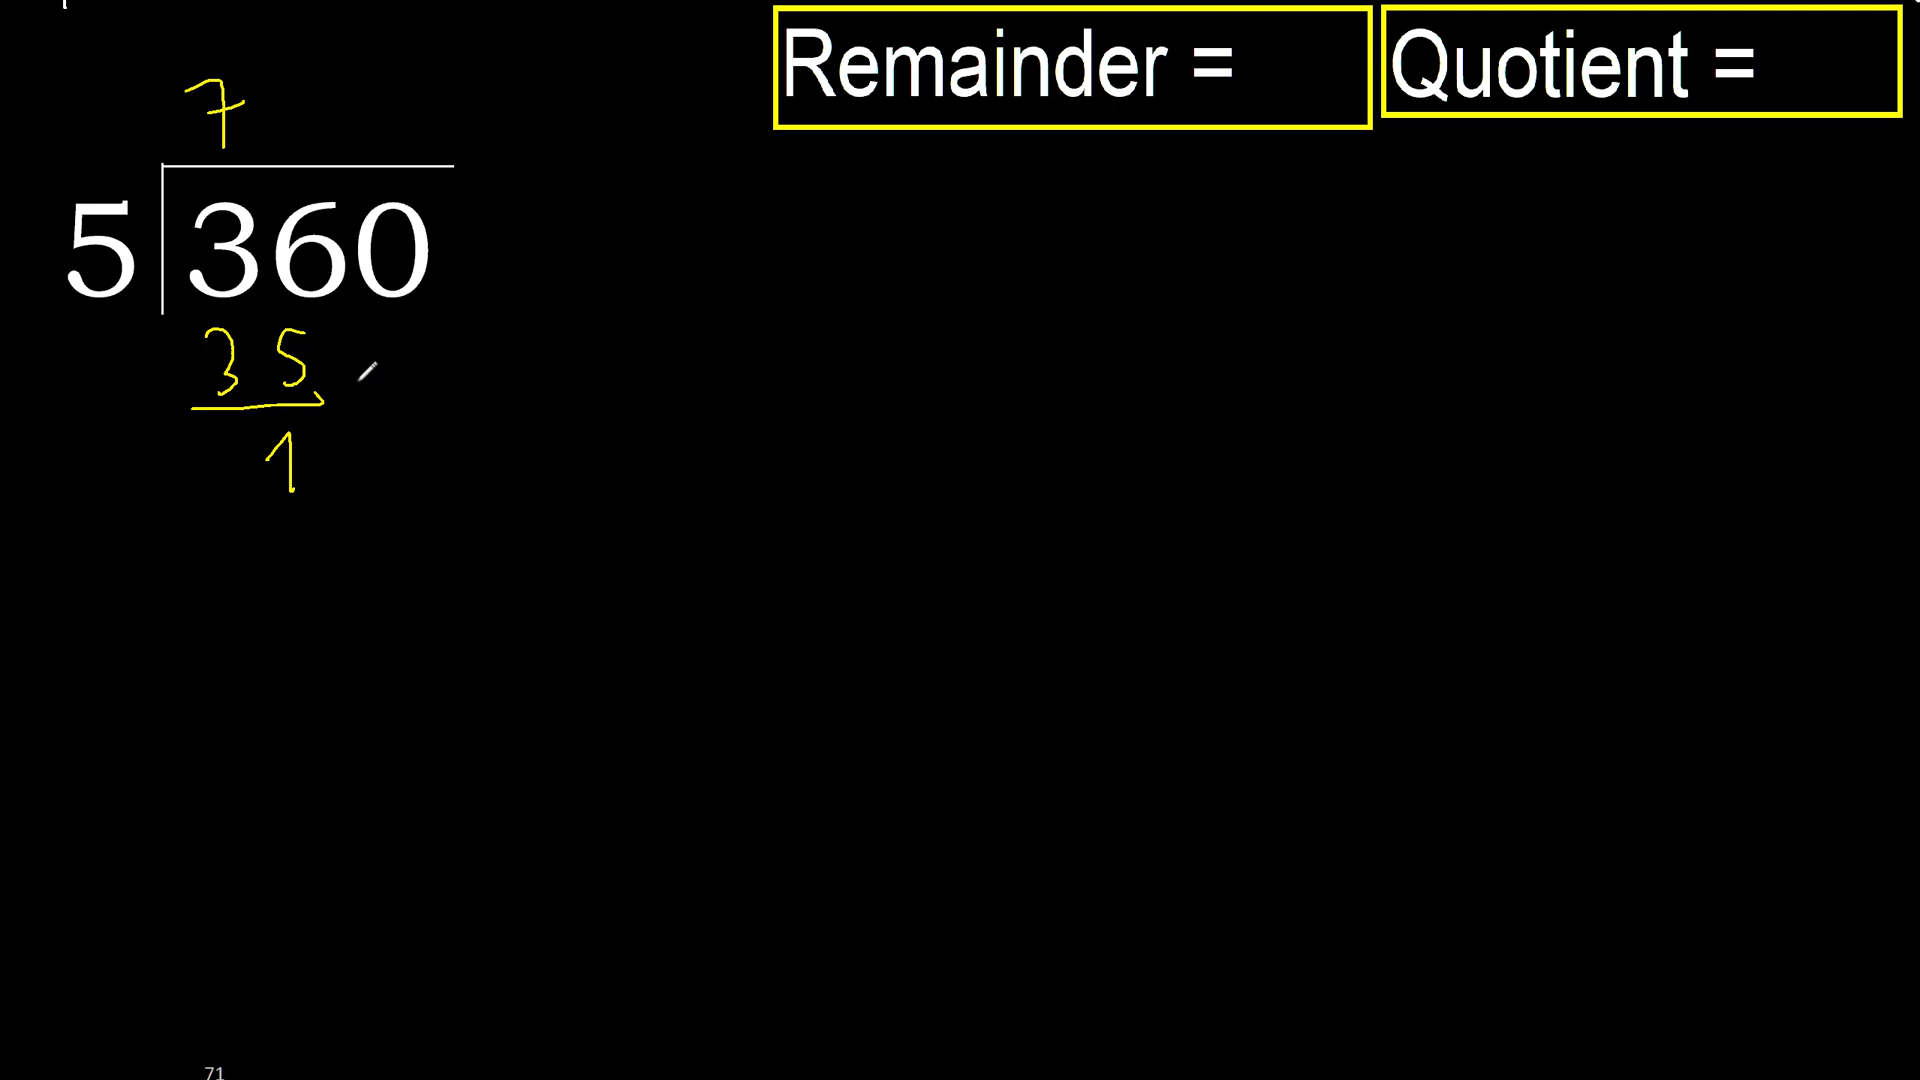 Remainder =
Quotient =
7
5 360
35
1
71